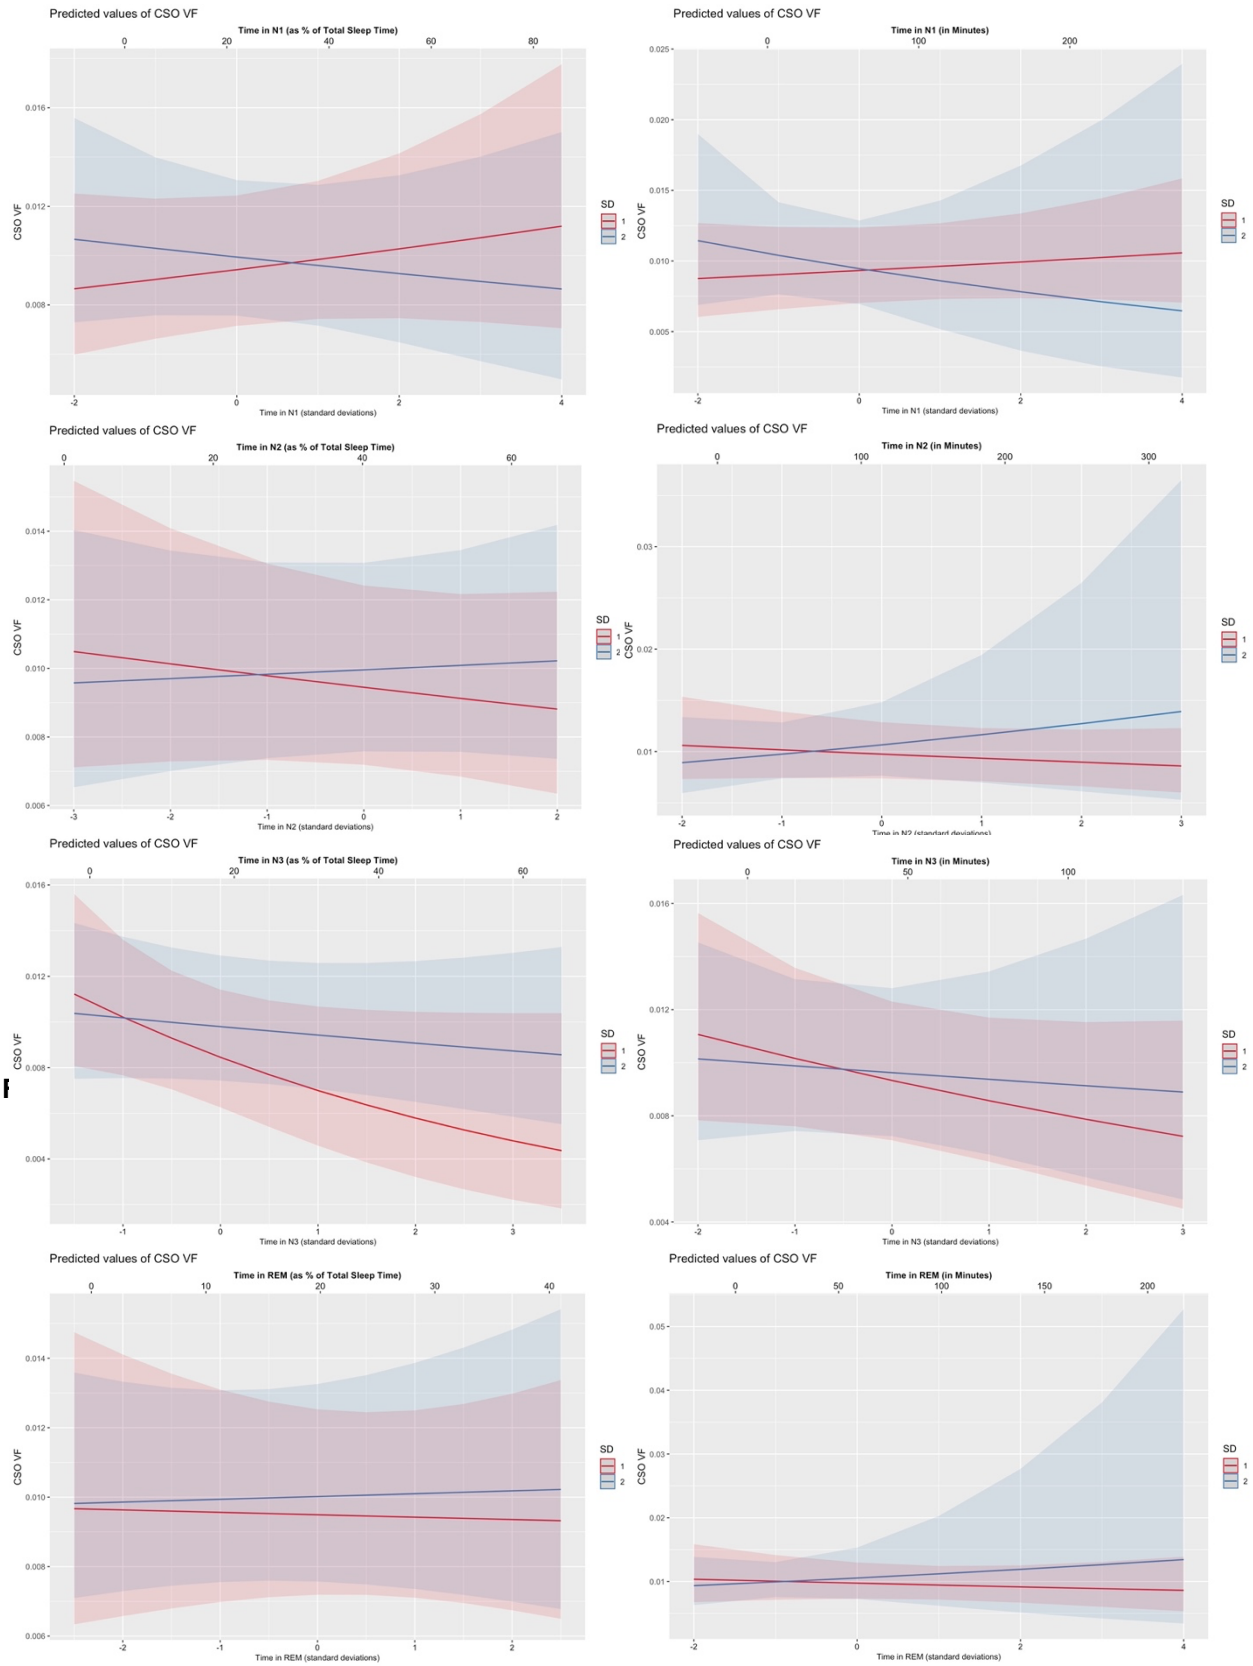 Predicted values of CSO VF
Time in N1 (as % of Total Sleep Time)
0 20 40 60 80
0.016
0.012
0.008
CSO VF
-2 0 2 4
Time in N1 (standard deviations)
SD
1
2
Predicted values of CSO VF
Time in N1 (in Minutes)
0 100 200
0.025
0.020
0.015
0.010
0.005
CSO VF
-2 0 2 4
Time in N1 (standard deviations)
SD
1
2
Predicted values of CSO VF
Time in N2 (as % of Total Sleep Time)
0 20 40 60
0.014
0.012
0.010
0.008
0.006
CSO VF
-3 -2 -1 0 1 2
Time in N2 (standard deviations)
SD
1
2
Predicted values of CSO VF
Time in N2 (in Minutes)
0 100 200 300
0.03
0.02
0.01
CSO VF
-2 -1 0 1 2 3
Time in N2 (standard deviations)
SD
1
2
Predicted values of CSO VF
Time in N3 (as % of Total Sleep Time)
0 20 40 60
0.016
0.012
0.008
0.004
CSO VF
-1 0 1 2 3
Time in N3 (standard deviations)
SD
1
2
Predicted values of CSO VF
Time in N3 (in Minutes)
0 50 100
0.016
0.012
0.008
0.004
CSO VF
-2 -1 0 1 2 3
Time in N3 (standard deviations)
SD
1
2
Predicted values of CSO VF
Time in REM (as % of Total Sleep Time)
0 10 20 30 40
0.014
0.012
0.010
0.008
0.006
CSO VF
-2 -1 0 1 2
Time in REM (standard deviations)
SD
1
2
Predicted values of CSO VF
Time in REM (in Minutes)
0 50 100 150 200
0.05
0.04
0.03
0.02
0.01
CSO VF
-2 0 2 4
Time in REM (standard deviations)
SD
1
2